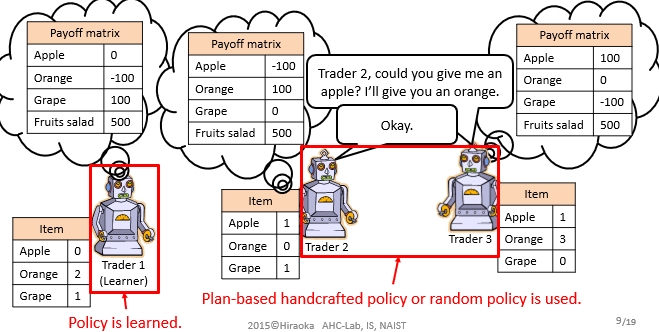 Payoff matrix
Apple 0
Orange -100
Grape 100
Fruits salad 500
Payoff matrix
Apple -100
Orange 100
Grape 0
Fruits salad 500
Trader 2, could you give me an
apple? I'll give you an orange.
Okay.
Payoff matrix
Apple 100
Orange 0
Grape -100
Fruits salad 500
Item
Apple 0
Orange 2
Grape 1
Trader 1
(Learner)
Item
Apple 1
Orange 0
Grape 1
Trader 2
Trader 3
Item
Apple 1
Orange 3
Grape 0
Policy is learned.
Plan-based handcrafted policy or random policy is used.
2015©Hiraoka AHC-Lab, IS, NAIST
9/19